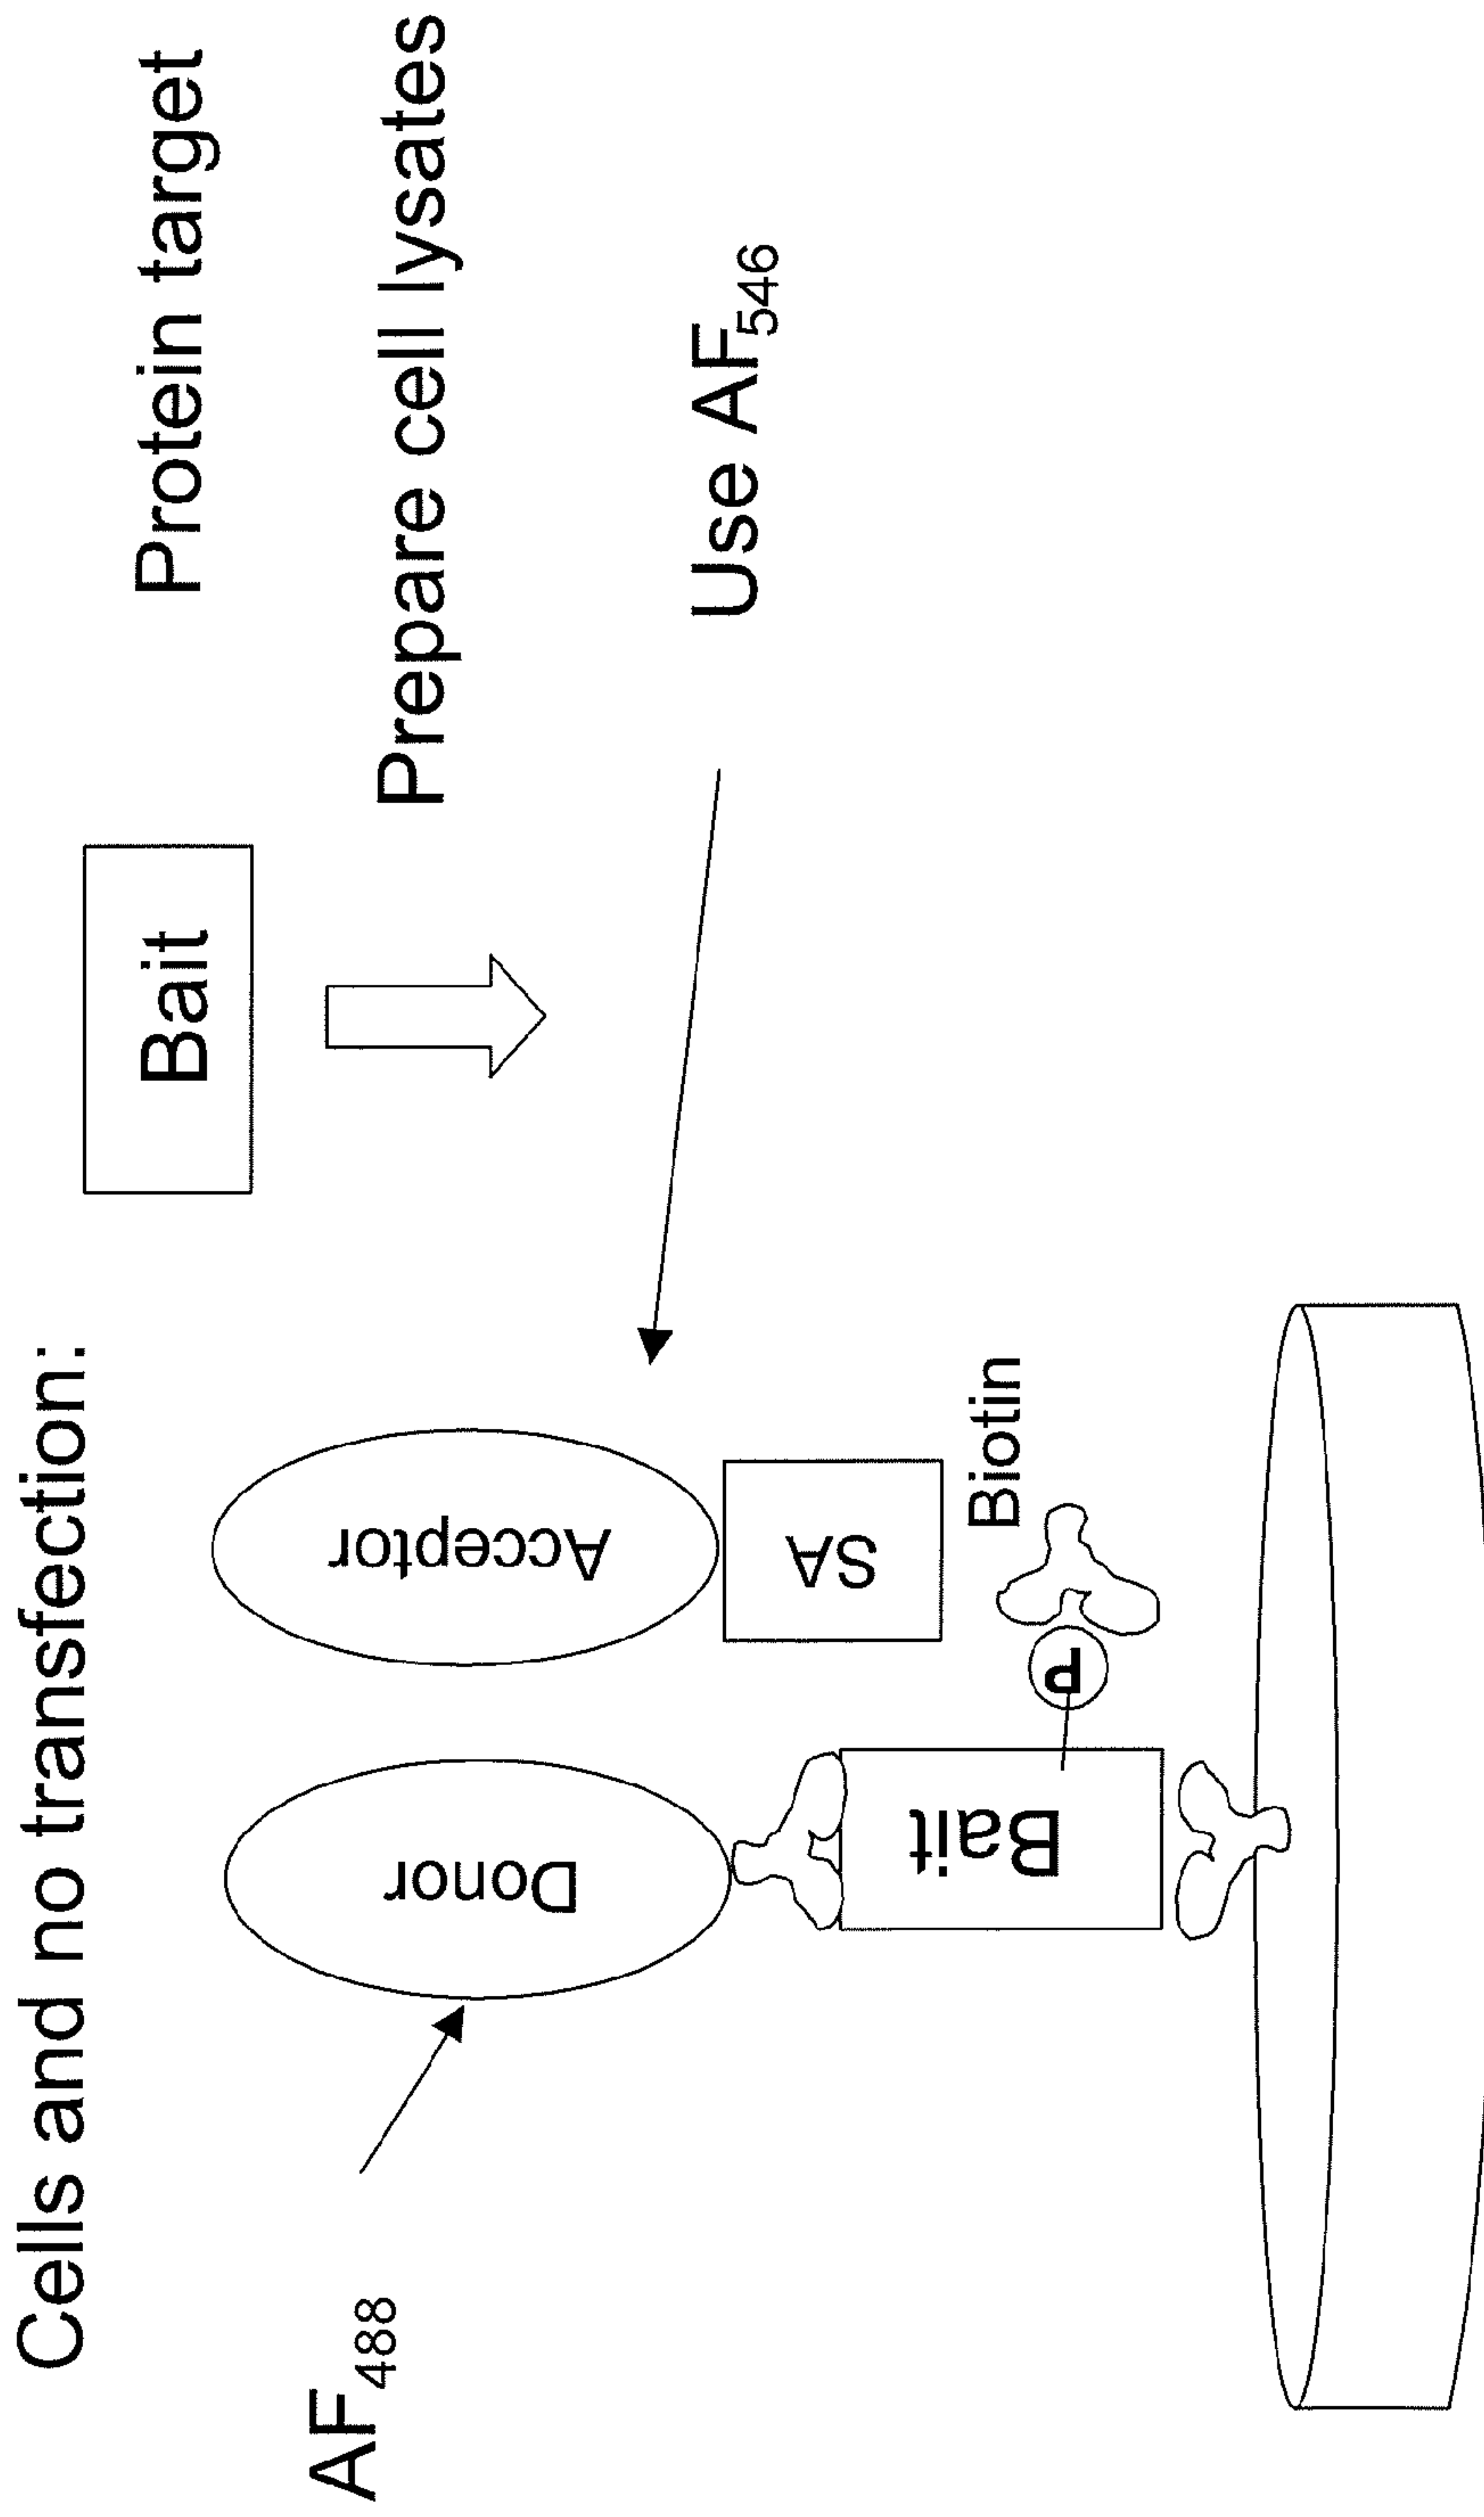 Cells and no transfection:
Bait
Protein target
Prepare cell lysates
AF488
Use AF546
Donor
Acceptor
SA
Bait
P
Biotin